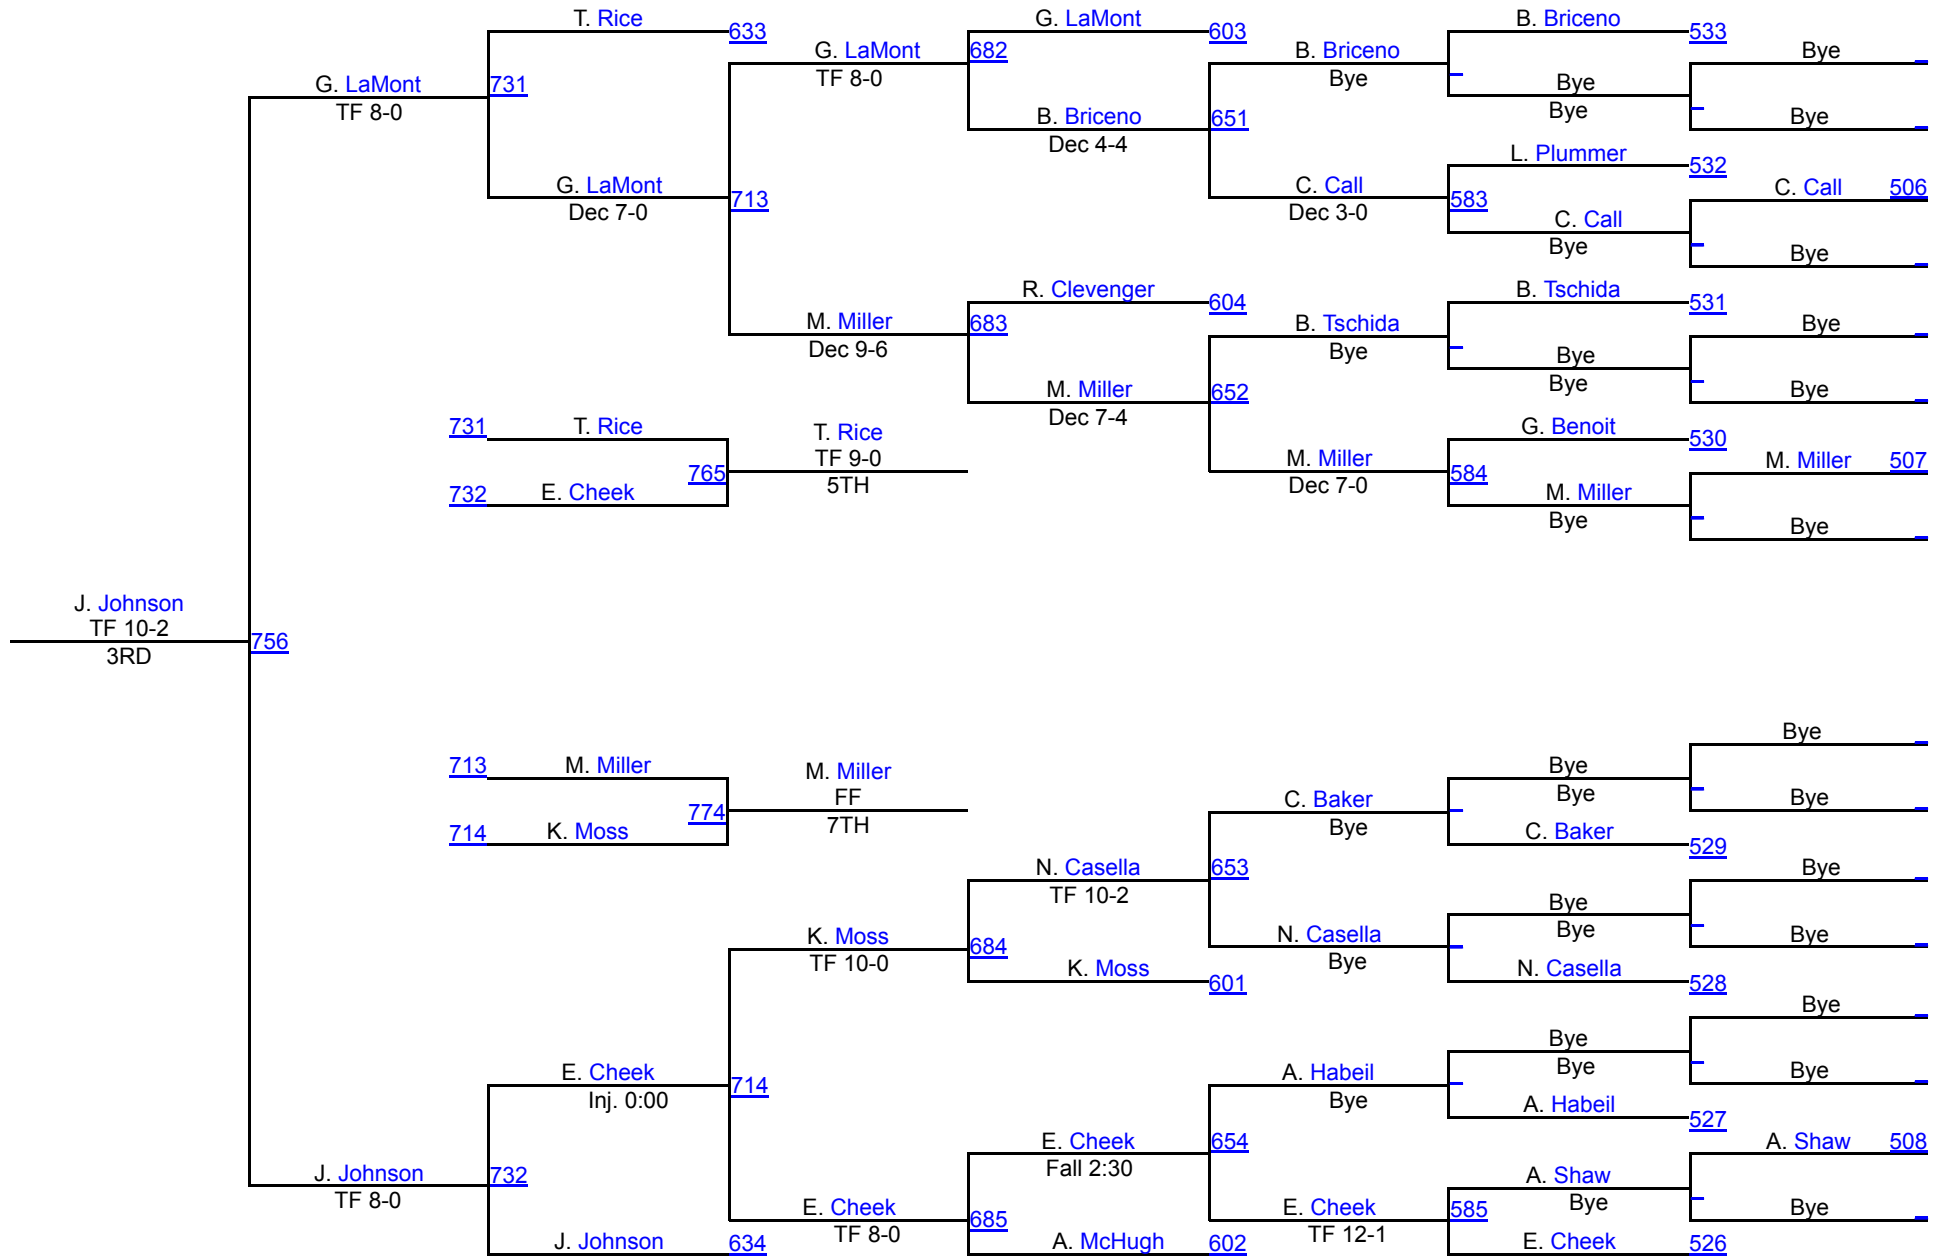 T. Rice
633
G. LaMont
603
B. Briceno
533
G. LaMont
TF 8-0
682
B. Briceno
Bye
Bye
G. LaMont
TF 8-0
731
Bye
Bye
B. Briceno
Dec 4-4
651
Bye
L. Plummer
532
G. LaMont
Dec 7-0
713
C. Call
Dec 3-0
583
C. Call
506
C. Call
Bye
Bye
R. Clevenger
604
B. Tschida
531
M. Miller
Dec 9-6
683
B. Tschida
Bye
Bye
Bye
Bye
M. Miller
Dec 7-4
652
Bye
731
T. Rice
T. Rice
TF 9-0
5TH
G. Benoit
530
765
M. Miller
Dec 7-0
584
M. Miller
507
732
E. Cheek
M. Miller
Bye
Bye
J. Johnson
TF 10-2
3RD
756
Bye
713
M. Miller
M. Miller
FF
7TH
Bye
Bye
774
C. Baker
Bye
Bye
714
K. Moss
C. Baker
529
N. Casella
TF 10-2
653
Bye
Bye
Bye
K. Moss
TF 10-0
684
N. Casella
Bye
Bye
K. Moss
601
N. Casella
528
Bye
Bye
Bye
E. Cheek
Inj. 0:00
714
A. Habeil
Bye
Bye
A. Habeil
527
E. Cheek
Fall 2:30
654
A. Shaw
508
J. Johnson
TF 8-0
732
A. Shaw
Bye
E. Cheek
TF 8-0
685
E. Cheek
TF 12-1
585
Bye
J. Johnson
634
A. McHugh
602
E. Cheek
526